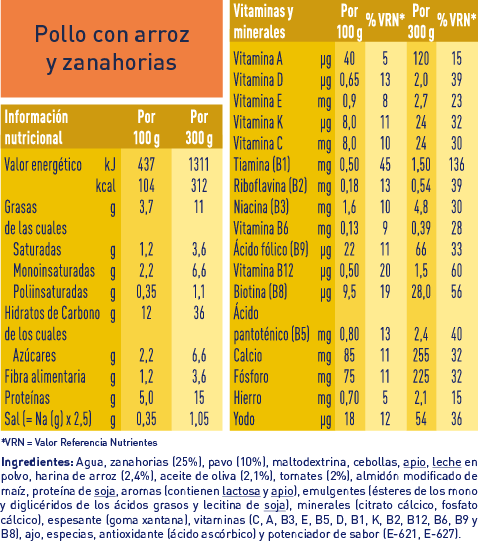 Pollo con arroz
y zanahorias
Información nutricional Por 100 g Por 300 g
Valor energético kJ 437 1311
kcal 104 312
Grasas g 3,7 11
de las cuales
Saturadas g 1,2 3,6
Monoinsaturadas g 2,2 6,6
Poliinsaturadas g 0,35 1,1
Hidratos de Carbono g 12 36
de los cuales
Azúcares g 2,2 6,6
Fibra alimentaria g 1,2 3,6
Proteínas g 5,0 15
Sal (= Na (g) x 2,5) g 0,35 1,05
Vitaminas y minerales Por 100 g % VRN* Por 300 g % VRN*
Vitamina A µg 40 5 120 15
Vitamina D µg 0,65 13 2,0 39
Vitamina E mg 0,9 8 2,7 23
Vitamina K µg 8,0 11 24 32
Vitamina C mg 8,0 10 24 30
Tiamina (B1) mg 0,50 45 1,50 136
Riboflavina (B2) mg 0,18 13 0,54 39
Niacina (B3) mg 1,6 10 4,8 30
Vitamina B6 mg 0,13 9 0,39 28
Ácido fólico (B9) µg 22 11 66 33
Vitamina B12 µg 0,50 20 1,5 60
Biotina (B8) µg 9,5 19 28,0 56
Ácido
pantoténico (B5) mg 0,80 13 2,4 40
Calcio mg 85 11 255 32
Fósforo mg 75 11 225 32
Hierro mg 0,70 5 2,1 15
Yodo µg 18 12 54 36
*VRN = Valor Referencia Nutrientes
Ingredientes: Agua, zanahorias (25%), pavo (10%), maltodextrina, cebollas, apio, leche en
polvo, harina de arroz (2,4%), aceite de oliva (2,1%), tomates (2%), almidón modificado de
maíz, proteína de soja, aromas (contienen lactosa y apio), emulgentes (ésteres de los mono
y diglicéridos de los ácidos grasos y lecitina de soja), minerales (citrato cálcico, fosfato
cálcico), espesante (goma xantana), vitaminas (C, A, B3, E, B5, D, B1, K, B2, B12, B6, B9 y
B8), ajo, especias, antioxidante (ácido ascórbico) y potenciador de sabor (E-621, E-627).